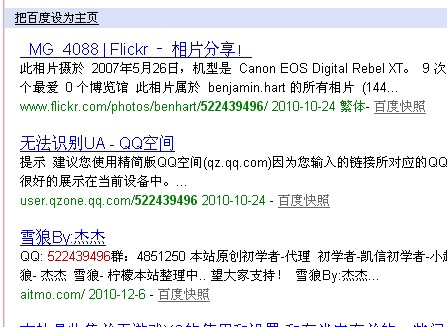 把百度设为主页
_MG_4088 | Flickr - 相片分享!
此相片摄於 2007年5月26日，机型是 Canon EOS Digital Rebel XT。 9 次
个最爱 0 个博览馆 此相片属於 benjamin.hart 的所有相片 (144...
www.flickr.com/photos/benhart/522439496/ 2010-10-24 繁体 - 百度快照
无法识别UA - QQ空间
提示 建议您使用精简版QQ空间(qz.qq.com)因为您输入的链接所对应的QQ
很好的展示在当前设备中。...
user.qzone.qq.com/522439496 2010-10-24 - 百度快照
雪狼By:杰杰
QQ: 522439496群：4851250 本站原创初学者-代理 初学者-凯信初学者-小
狼- 杰杰 雪狼- 柠檬本站整理中.. 望大家支持！ 雪狼By:杰杰...
aitmo.com/ 2010-12-6 - 百度快照